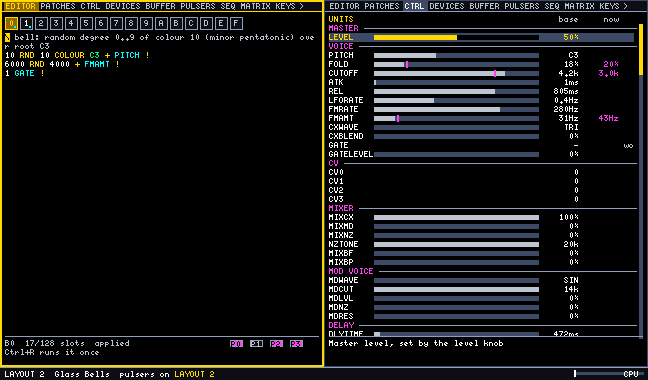 EDITOR PATCHES CTRL DEVICES BUFFER PULSERS SEQ MATRIX KEYS >
0 1 2 3 4 5 6 7 8 9 A B C D E F
\ bell: random degree 0..9 of colour 10 (minor pentatonic) ove
r root C3
10 RND 10 COLOUR C3 + PITCH !
6000 RND 4000 + FMAMT !
1 GATE !
B0 17/128 slots applied P0 P1 P2 P3
Ctrl+R runs it once
EDITOR PATCHES CTRL DEVICES BUFFER PULSERS SEQ MATRIX KEYS >
UNITS base now
MASTER
LEVEL 50%
VOICE
PITCH C3
FOLD 18% 20%
CUTOFF 4.2k 3.0k
ATK 1ms
REL 805ms
LFORATE 0.4Hz
FMRATE 280Hz
FMAMT 31Hz 43Hz
CXWAVE TRI
CXBLEND 0%
GATE - wo
GATELEVEL 0%
CV
CV0 0
CV1 0
CV2 0
CV3 0
MIXER
MIXCX 100%
MIXMD 0%
MIXNZ 0%
NZTONE 20k
MIXBF 0%
MIXBP 0%
MOD VOICE
MDWAVE SIN
MDCUT 14k
MDLVL 0%
MDNZ 0%
MDRES 0%
DELAY
DLYTIME 472ms
Master level, set by the level knob
LAYOUT 2 Glass Bells pulsers on LAYOUT 2 CPU